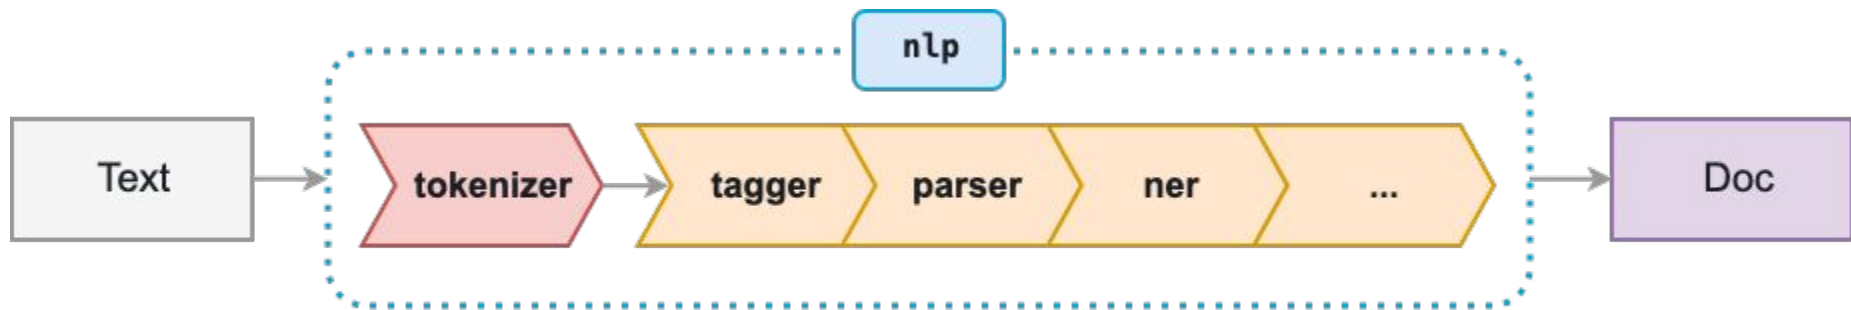 nlp
Text
tokenizer
tagger
parser
ner
...
Doc